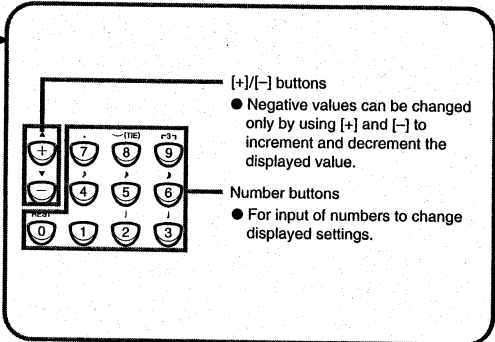 [+]/[–] buttons
● Negative values can be changed
only by using [+] and [–] to
increment and decrement the
displayed value.
(TIE) 3
+ 7 8 9
– 4 5 6
Number buttons
● For input of numbers to change
displayed settings.
REST
0 1 2 3